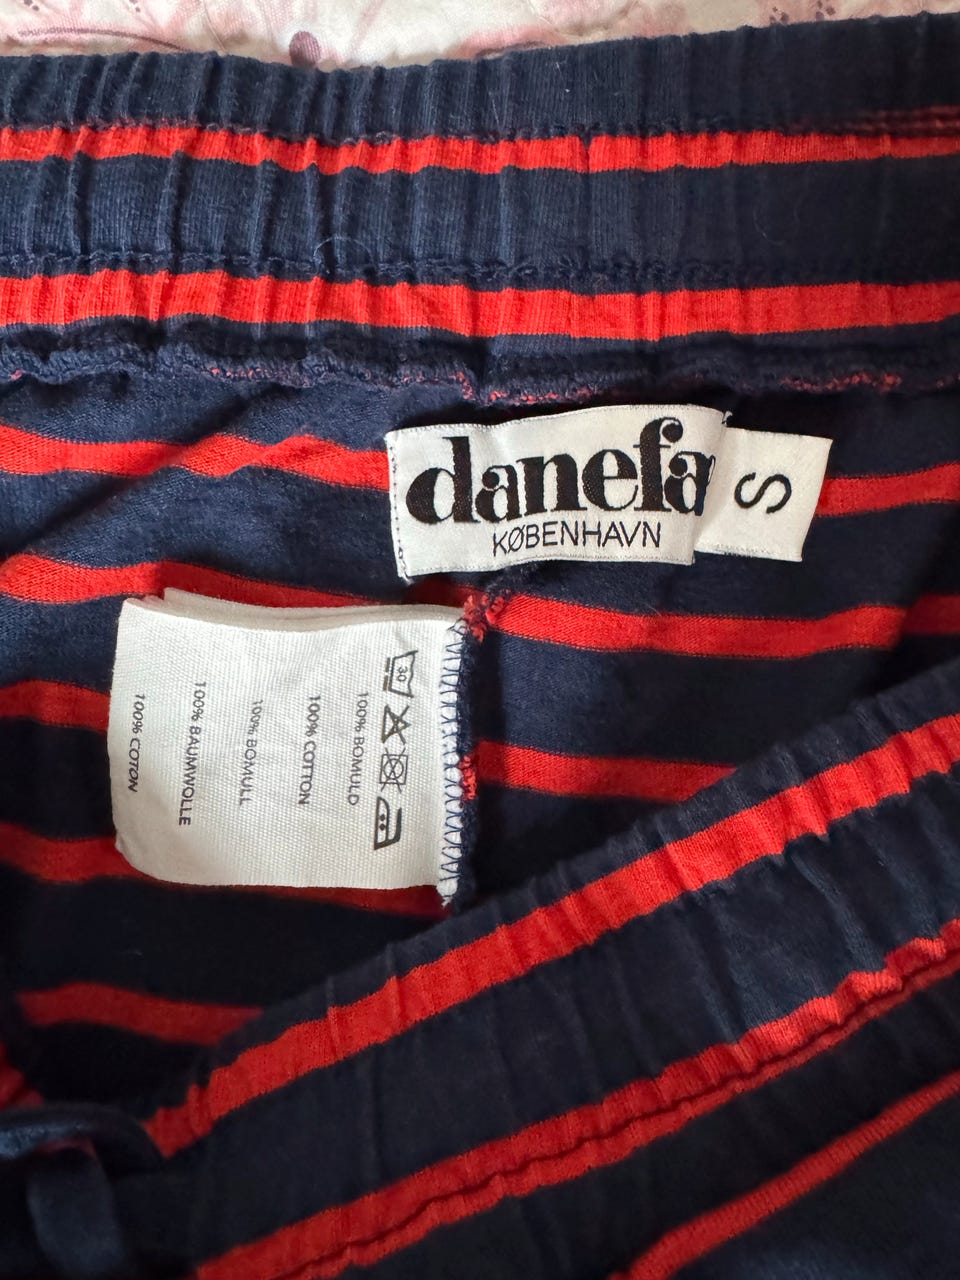 danefa
KØBENHAVN
S
30
100% BOMULD
100% COTTON
100% BOMULL
100% BAUMWOLLE
100% COTON